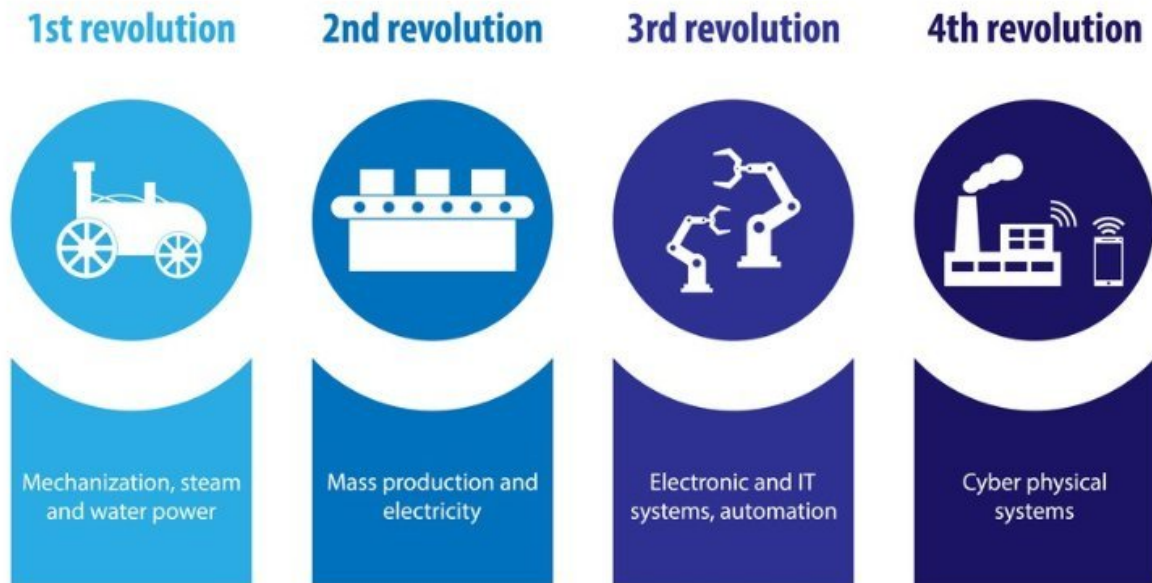 1st revolution
2nd revolution
3rd revolution
4th revolution
Mechanization, steam
and water power
Mass production and
electricity
Electronic and IT
systems, automation
Cyber physical
systems